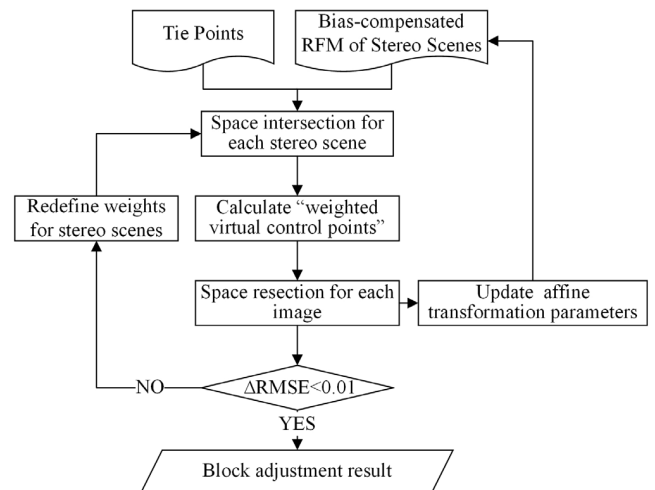 Tie Points
Bias-compensated
RFM of Stereo Scenes
Space intersection for
each stereo scene
Redefine weights
for stereo scenes
Calculate “weighted
virtual control points”
Space resection for each
image
Update affine
transformation parameters
NO
ΔRMSE<0.01
YES
Block adjustment result